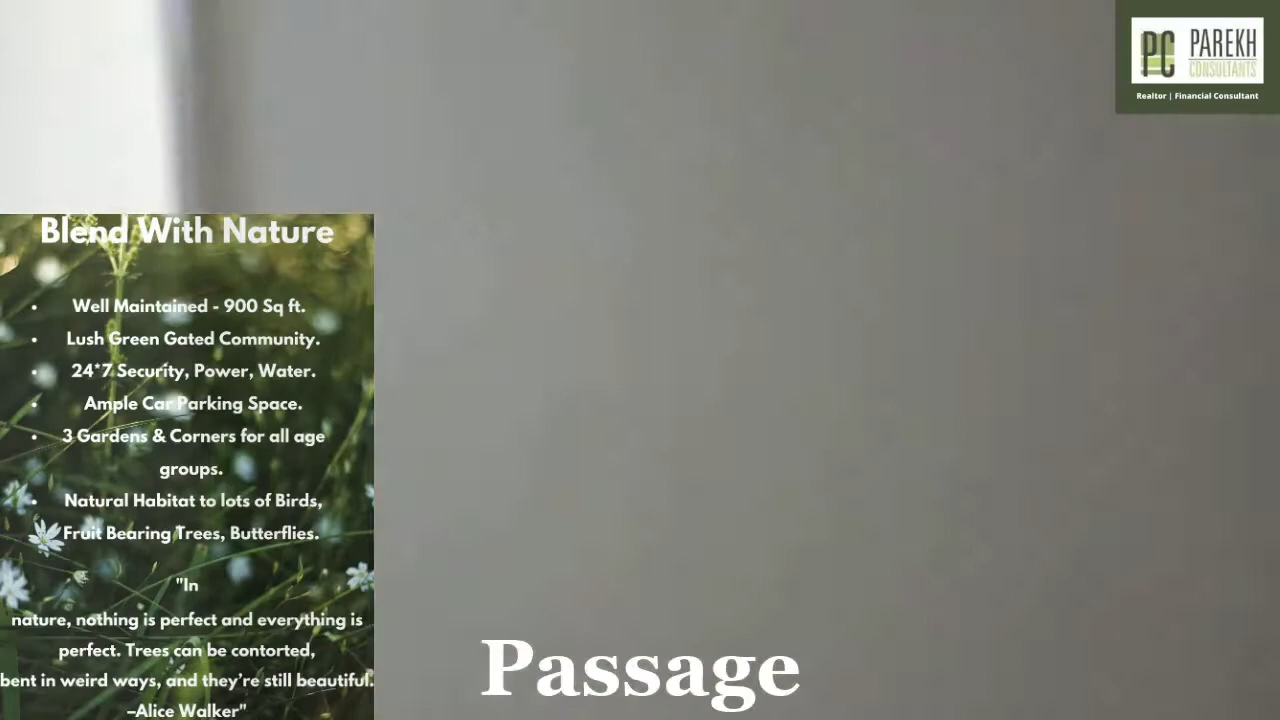 PC PAREKH
CONSULTANTS
Realtor | Financial Consultant
Blend With Nature
• Well Maintained - 900 Sq ft.
• Lush Green Gated Community.
• 24*7 Security, Power, Water.
• Ample Car Parking Space.
• 3 Gardens & Corners for all age
groups.
• Natural Habitat to lots of Birds,
Fruit Bearing Trees, Butterflies.
"In
nature, nothing is perfect and everything is
perfect. Trees can be contorted,
bent in weird ways, and they're still beautiful.
–Alice Walker"
Passage